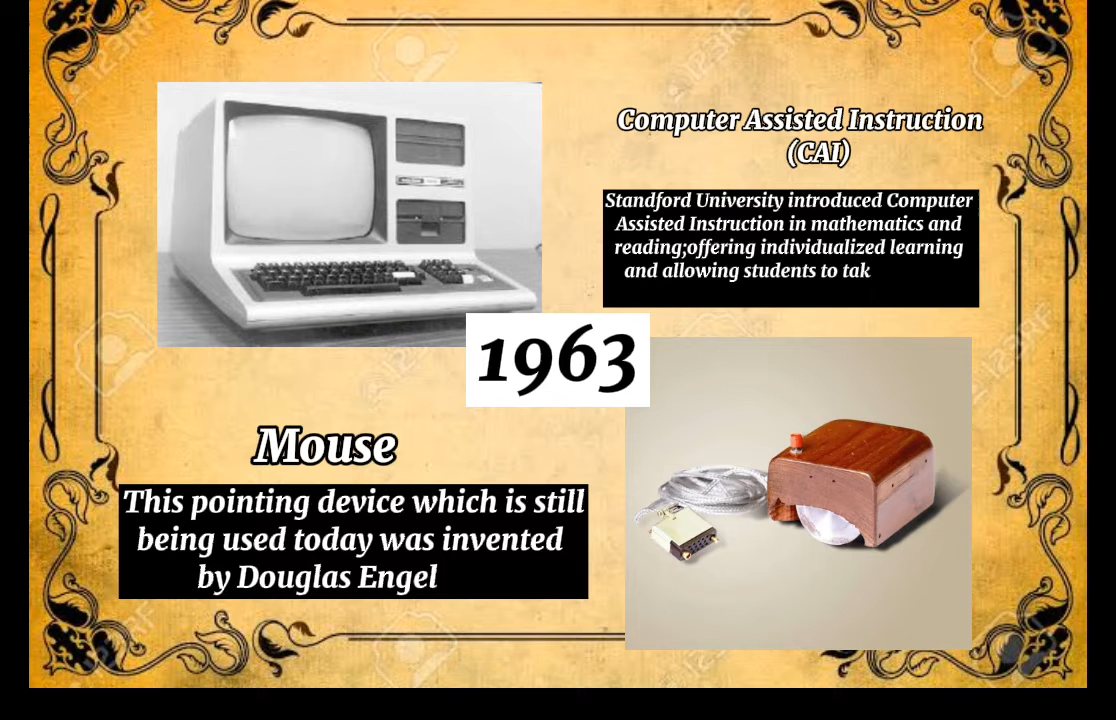 Computer Assisted Instruction
(CAI)
Standford University introduced Computer
Assisted Instruction in mathematics and
reading;offering individualized learning
and allowing students to tak
1963
Mouse
This pointing device which is still
being used today was invented
by Douglas Engel
123RF